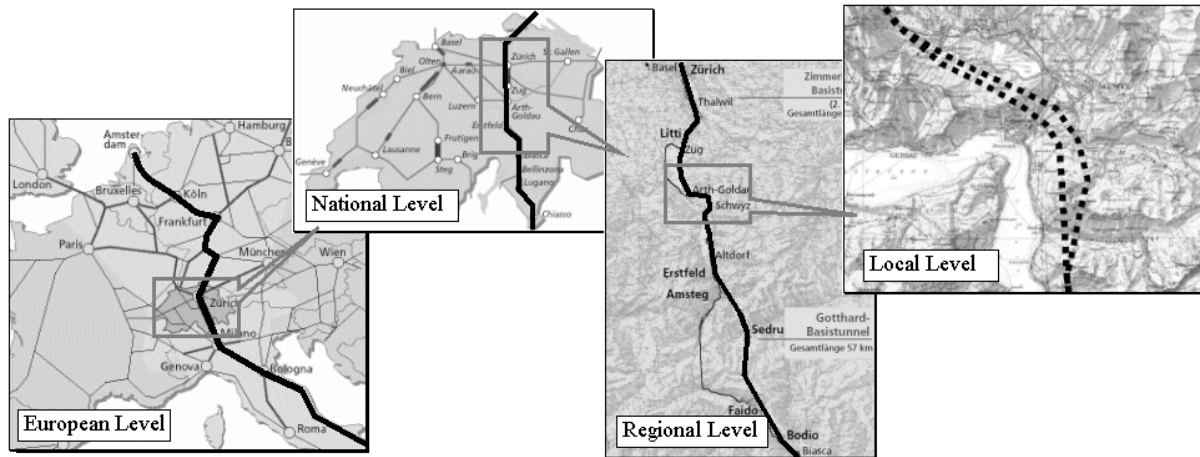 Hamburg
Amster-
dam
London
Bruxelles
Köln
Frankfurt
Paris
München
Wien
Zürich
Milano
Genova
Bologna
Roma
European Level
Basel
Olten
Aarau
Zürich
St. Gallen
Biel
Neuchâtel
Bern
Luzern
Zug
Arth-
Goldau
Erstfeld
Chur
Lausanne
Frutigen
Brig
Steg
Genève
Biasca
Bellinzona
Lugano
Chiasso
National Level
Basel
Zürich
Thalwil
Litti
Zug
Arth-Goldau
Schwyz
Altdorf
Erstfeld
Amsteg
Sedru
Gotthard-
Basistunnel
Gesamtlänge 57 km
Zimmer
Basist
(2.
Gesamtlänge
Faido
Bodio
Biasca
Regional Level
Local Level